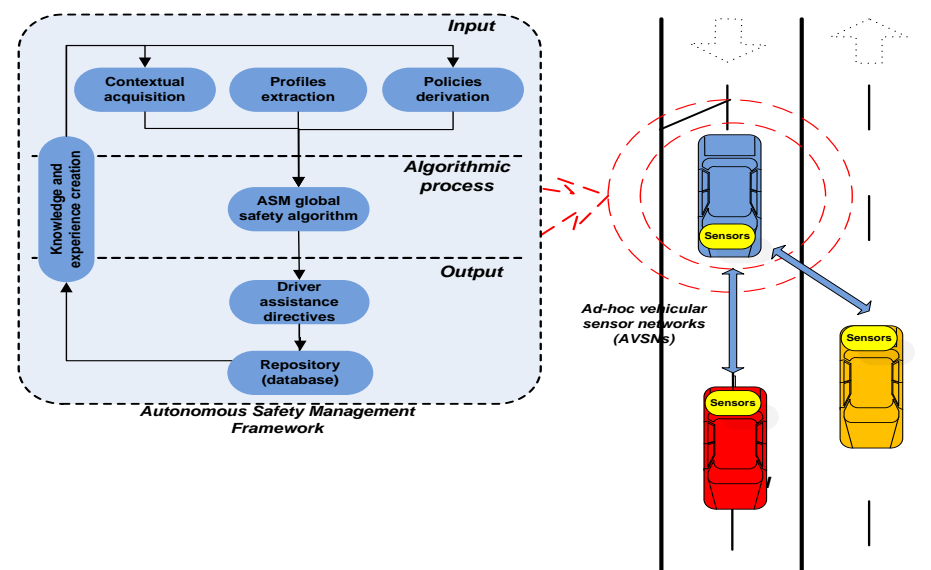 Input
Contextual
acquisition
Profiles
extraction
Policies
derivation
Knowledge and
experience creation
Algorithmic
process
ASM global
safety algorithm
Output
Driver
assistance
directives
Repository
(database)
Autonomous Safety Management
Framework
Sensors
Ad-hoc vehicular
sensor networks
(AVSNs)
Sensors
Sensors